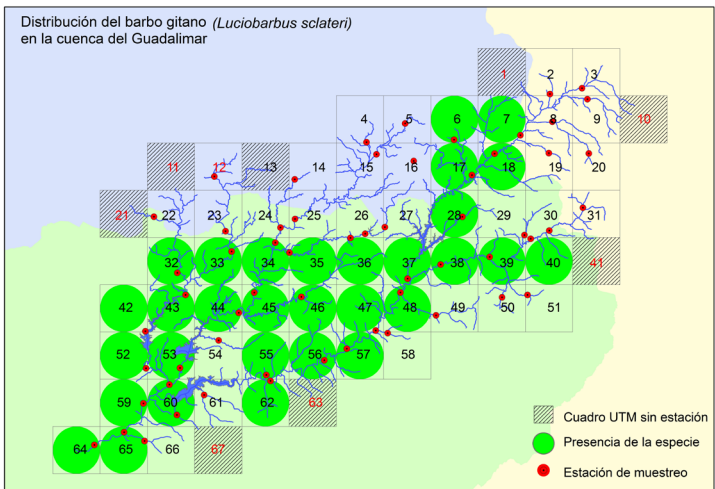 Distribución del barbo gitano (Luciobarbus sclateri)
en la cuenca del Guadalimar
1 2 3
4 5 6 7 8 9 10
11 12 13 14 15 16 17 18 19 20
21 22 23 24 25 26 27 28 29 30 31
32 33 34 35 36 37 38 39 40 41
42 43 44 45 46 47 48 49 50 51
52 53 54 55 56 57 58
59 60 61 62 63
64 65 66 67
Cuadro UTM sin estación
Presencia de la especie
Estación de muestreo